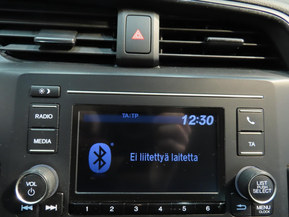 TA:TP
12:30
RADIO
MEDIA
TA
Ei liitettyä laitetta
VOL
LIST
PUSH
SELECT
MENU
CLOCK
1 2 3 4 5 6